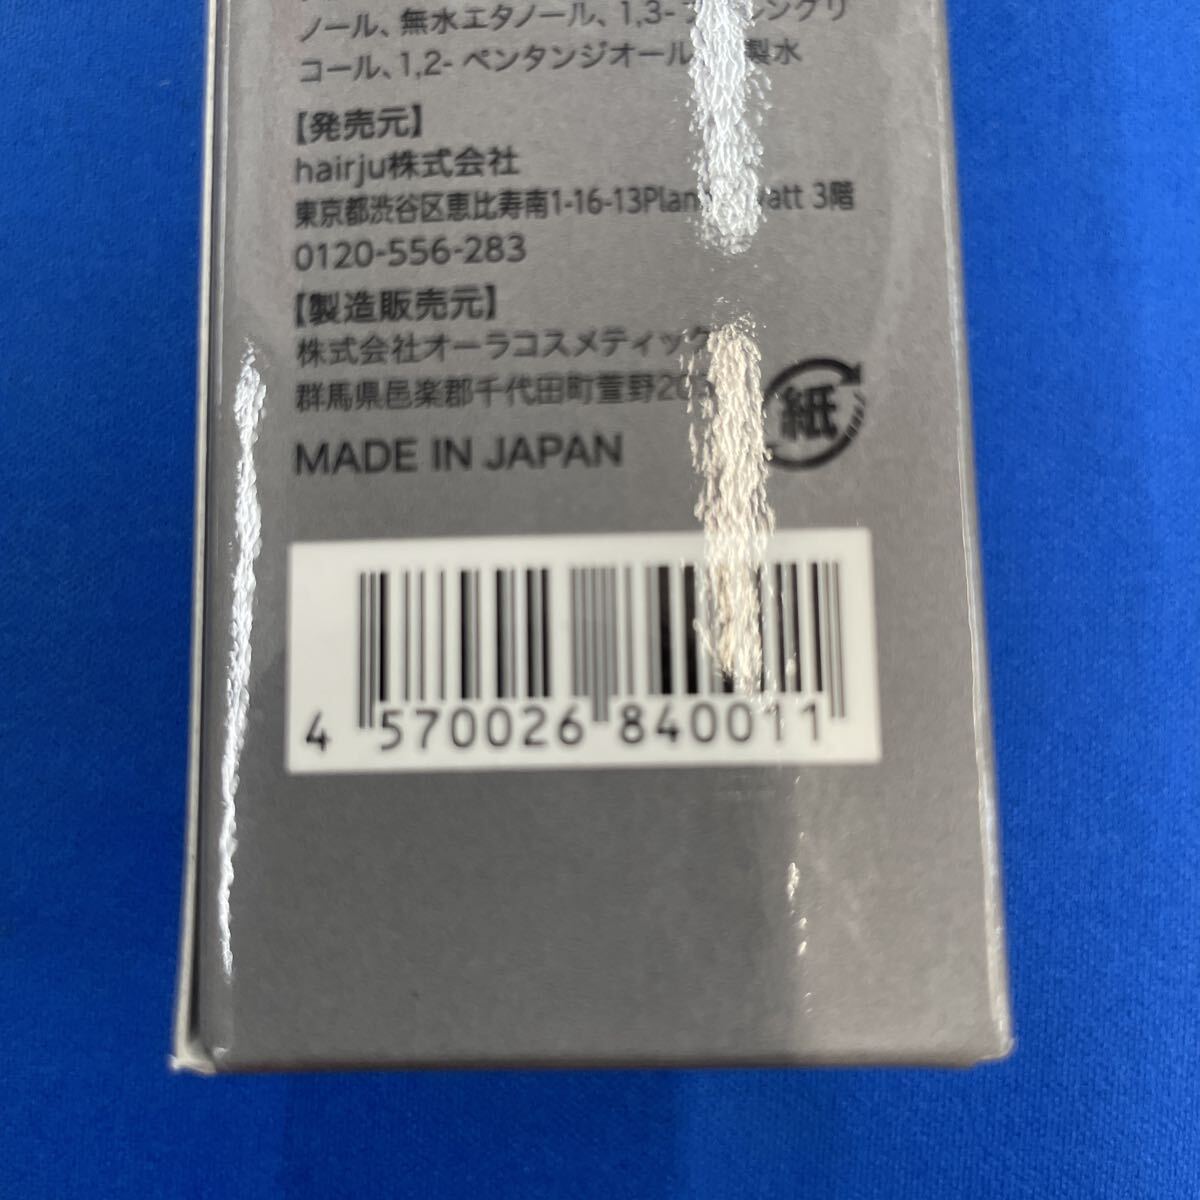 ノール、無水エタノール、1,3-
コール、1,2- ペンタンジオール 製水
【発売元】
hairju株式会社
東京都渋谷区恵比寿南1-16-13Plan att 3階
0120-556-283
【製造販売元】
株式会社オーラコスメティック
群馬県邑楽郡千代田町萱野20
紙
MADE IN JAPAN
4 570026 840011